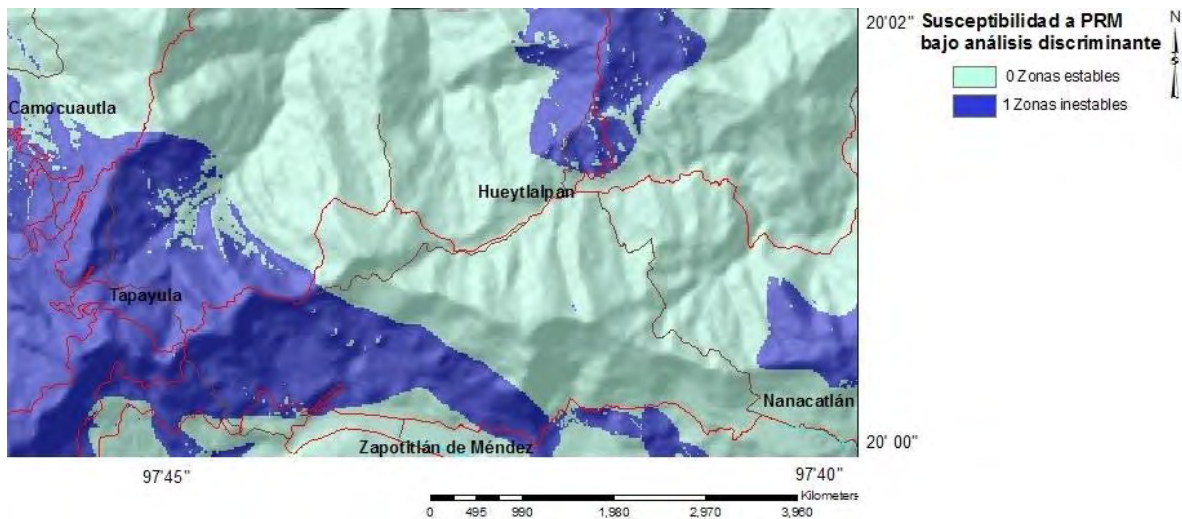 20'02"
Susceptibilidad a PRM
bajo análisis discriminante
N
0 Zonas estables
1 Zonas inestables
Camocuautla
Hueytlalpan
Tapayula
Nanacatlán
Zapotitlán de Méndez
20' 00"
97'45"
97'40"
Kilometers
0 495 990 1,980 2,970 3,960